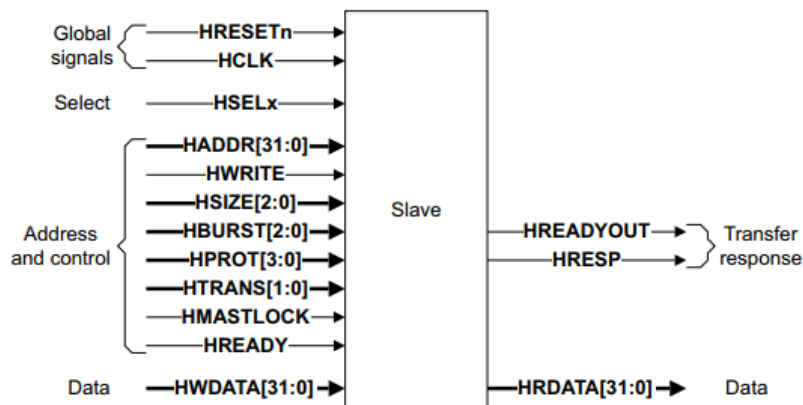 Global
signals
HRESETn
HCLK
Select
HSELx
Address
and control
HADDR[31:0]
HWRITE
HSIZE[2:0]
HBURST[2:0]
HPROT[3:0]
HTRANS[1:0]
HMASTLOCK
HREADY
Data
HWDATA[31:0]
Slave
HREADYOUT
HRESP
Transfer
response
HRDATA[31:0]
Data